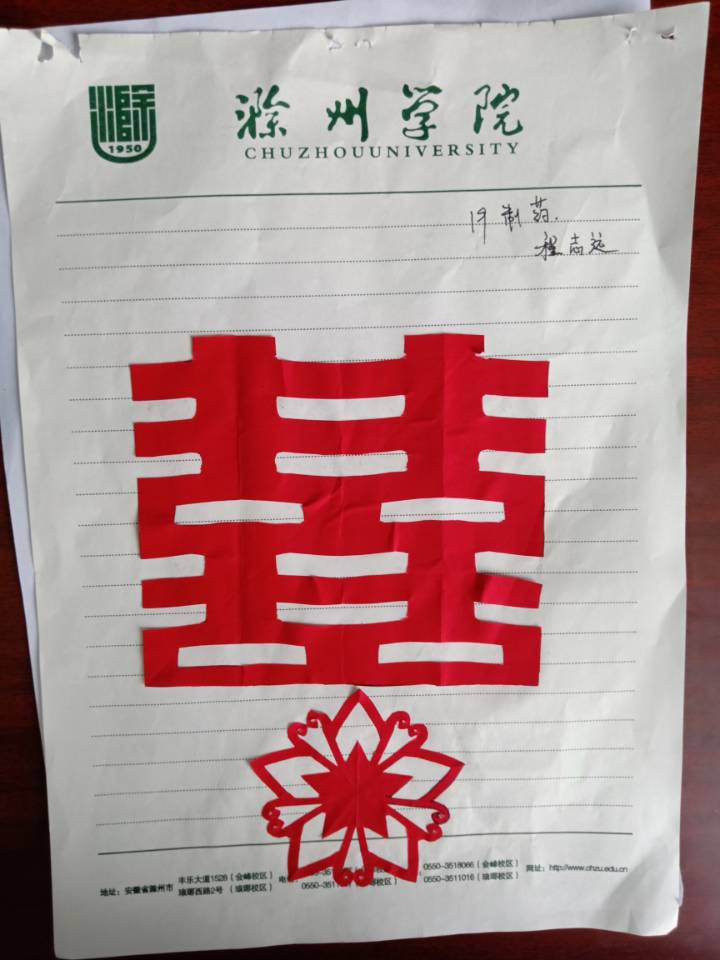 滁州学院
CHUZHOUUNIVERSITY
1950
19制药.
程志远
囍
地址：安徽省滁州市
丰乐大道1528（会峰校区）
琅琊西路2号（琅琊校区）
0550-3518066（会峰校区）
0550-3511016（琅琊校区）
网址：http://www.chzu.edu.cn